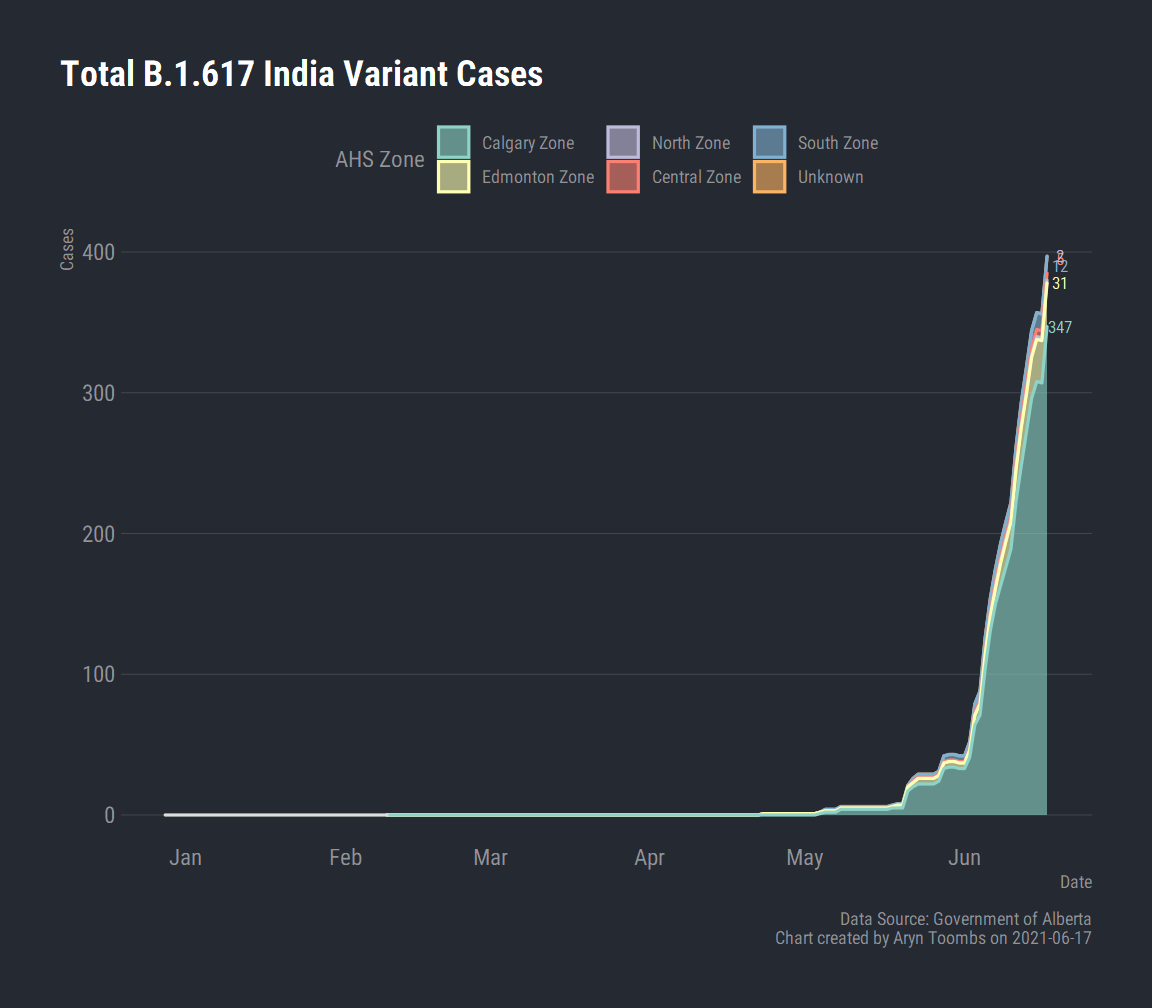 Total B.1.617 India Variant Cases
AHS Zone
Calgary Zone
North Zone
South Zone
Edmonton Zone
Central Zone
Unknown
Cases
400
300
200
100
0
12
31
347
Jan
Feb
Mar
Apr
May
Jun
Date
Data Source: Government of Alberta
Chart created by Aryn Toombs on 2021-06-17